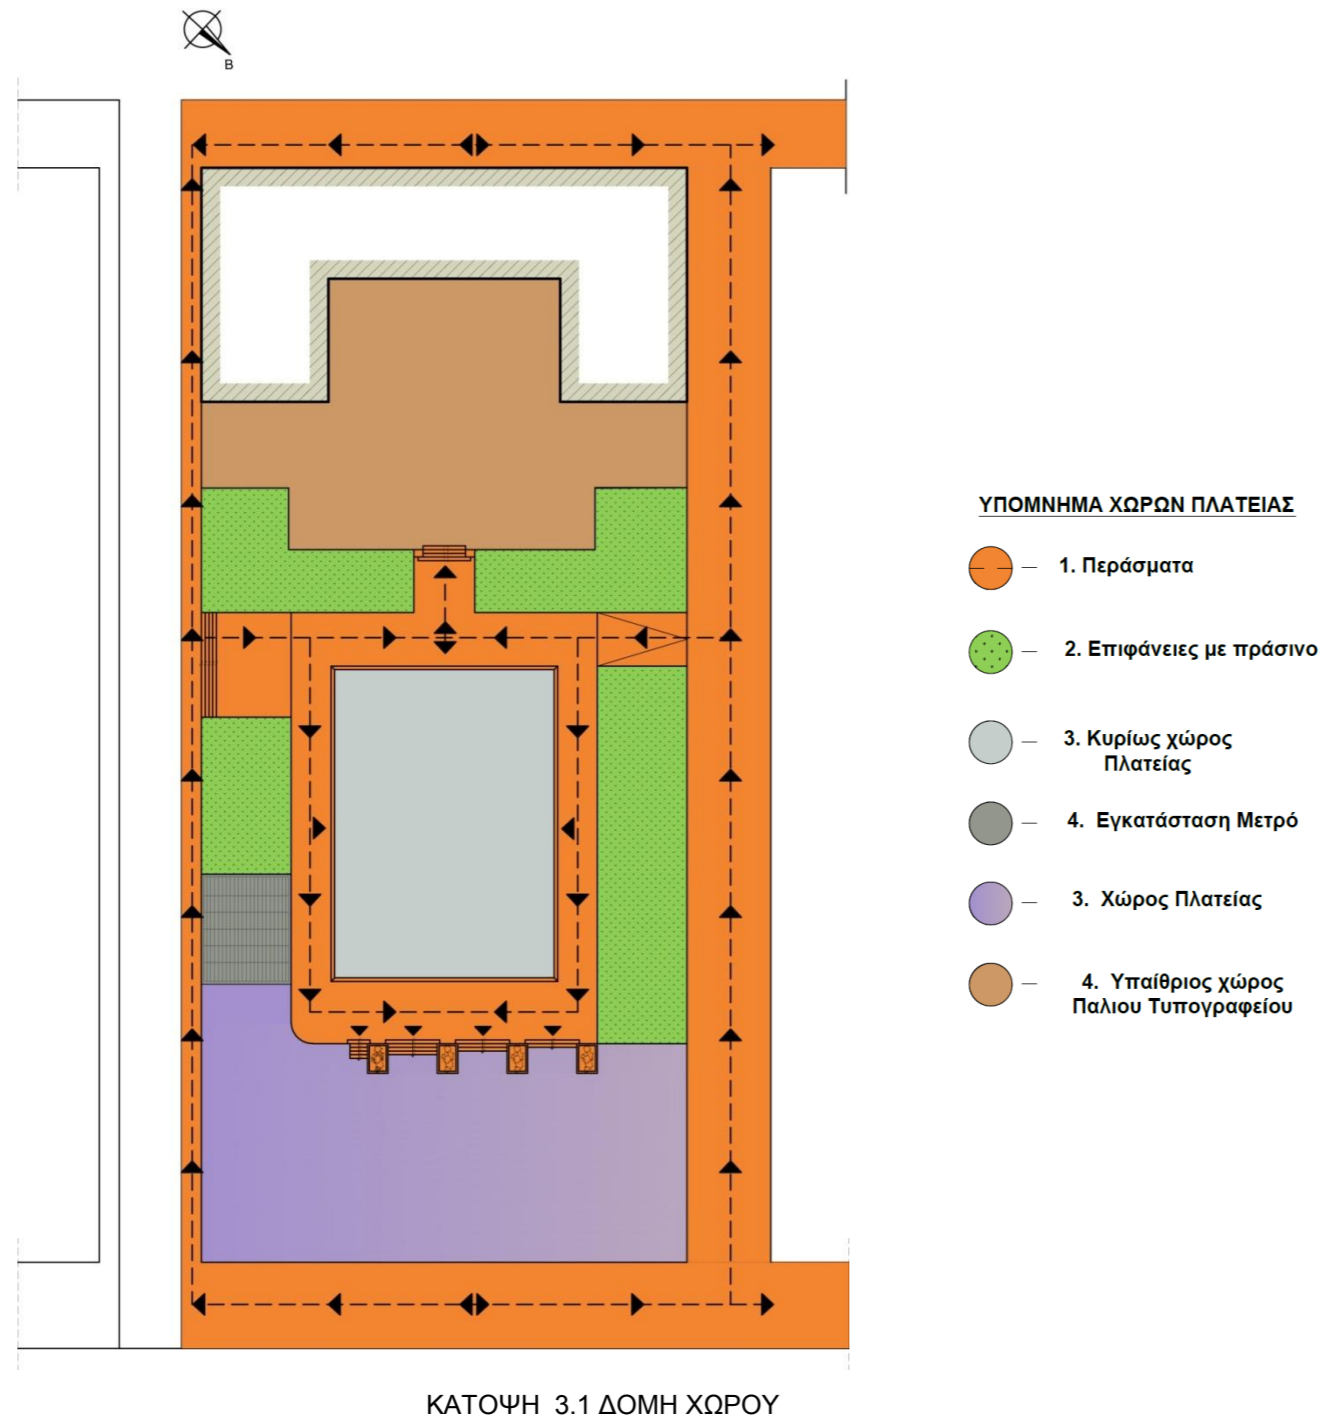 Β
ΥΠΟΜΝΗΜΑ ΧΩΡΩΝ ΠΛΑΤΕΙΑΣ
1. Περάσματα
2. Επιφάνειες με πράσινο
3. Κυρίως χώρος
Πλατείας
4. Εγκατάσταση Μετρό
3. Χώρος Πλατείας
4. Υπαίθριος χώρος
Παλιου Τυπογραφείου
ΚΑΤΟΨΗ 3.1 ΔΟΜΗ ΧΩΡΟΥ